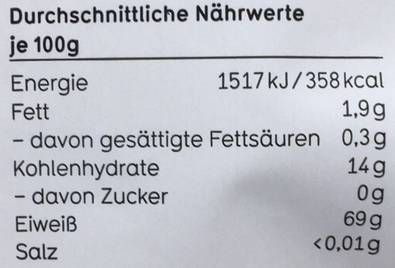 Durchschnittliche Nährwerte
je 100g
Energie 1517 kJ / 358 kcal
Fett 1,9 g
- davon gesättigte Fettsäuren 0,3 g
Kohlenhydrate 14 g
- davon Zucker 0 g
Eiweiß 69 g
Salz <0,01 g